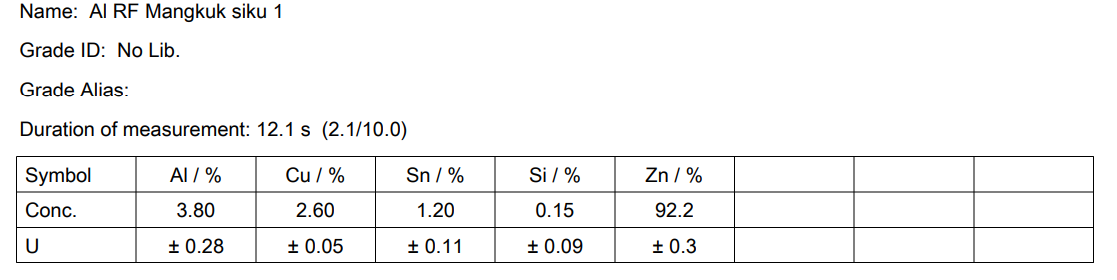 Name: Al RF Mangkuk siku 1
Grade ID: No Lib.
Grade Alias:
Duration of measurement: 12.1 s (2.1/10.0)
Symbol Al / % Cu / % Sn / % Si / % Zn / %
Conc. 3.80 2.60 1.20 0.15 92.2
U ± 0.28 ± 0.05 ± 0.11 ± 0.09 ± 0.3